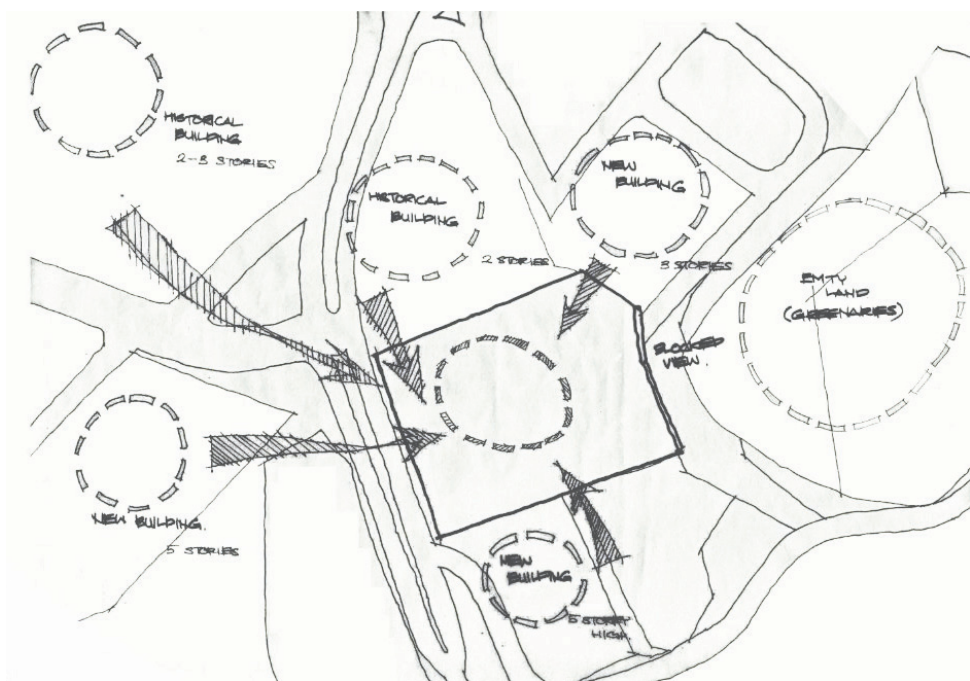 HISTORICAL
BUILDING
2-3 STORIES
HISTORICAL
BUILDING
2 STORIES
NEW
BUILDING
3 STORIES
EMTY
LAND
(GREENARIES)
BLOCKED
VIEW.
NEW BUILDING.
5 STORIES
NEW
BUILDING
5 STOREY
HIGH.